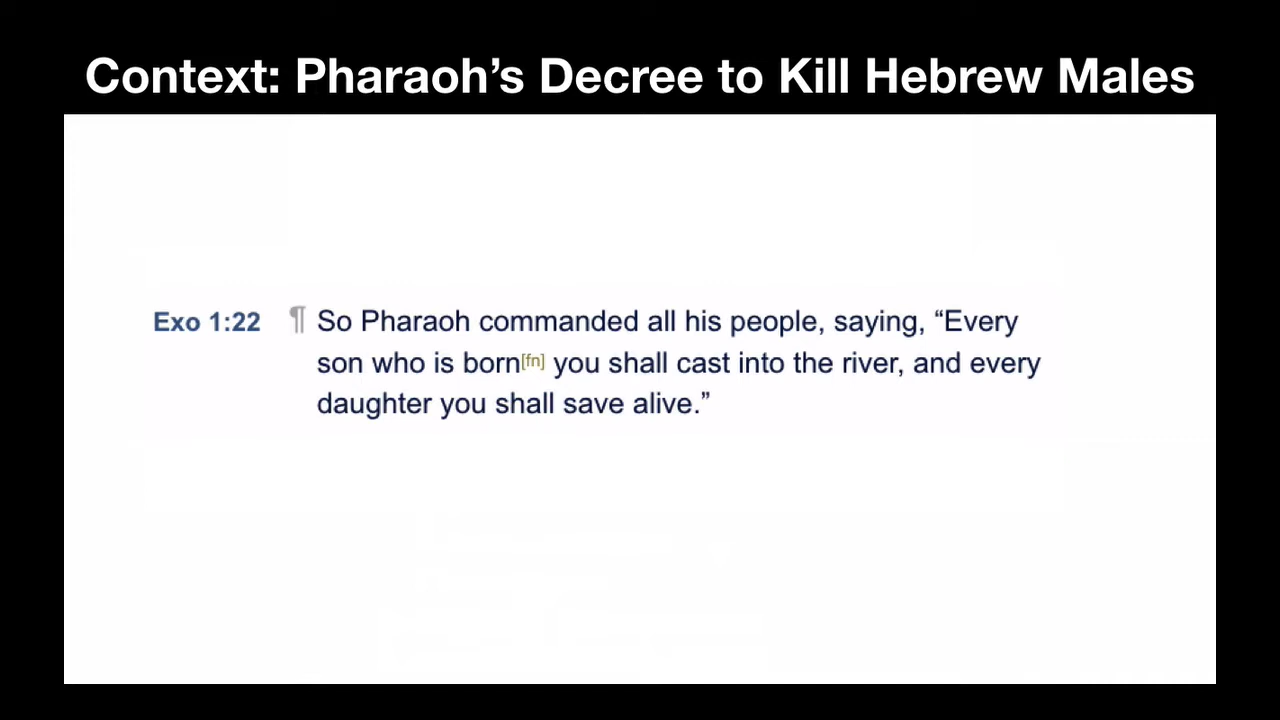 Context: Pharaoh’s Decree to Kill Hebrew Males
Exo 1:22 ¶ So Pharaoh commanded all his people, saying, “Every
son who is born[fn] you shall cast into the river, and every
daughter you shall save alive.”